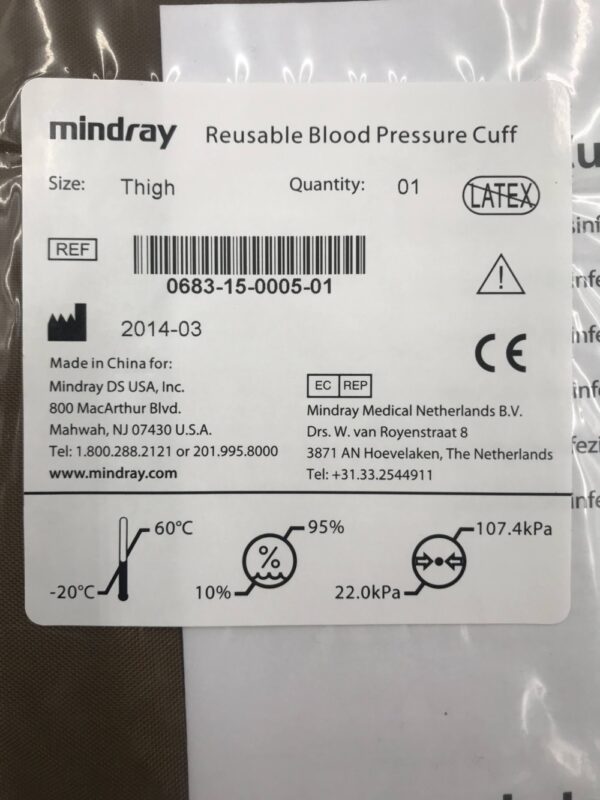 mindray Reusable Blood Pressure Cuff
Size: Thigh Quantity: 01 LATEX
REF
0683-15-0005-01
2014-03
CE
Made in China for:
Mindray DS USA, Inc.
800 MacArthur Blvd.
Mahwah, NJ 07430 U.S.A.
Tel: 1.800.288.2121 or 201.995.8000
www.mindray.com
EC REP
Mindray Medical Netherlands B.V.
Drs. W. van Royenstraat 8
3871 AN Hoevelaken, The Netherlands
Tel: +31.33.2544911
60°C
-20°C
95%
%
10%
107.4kPa
22.0kPa